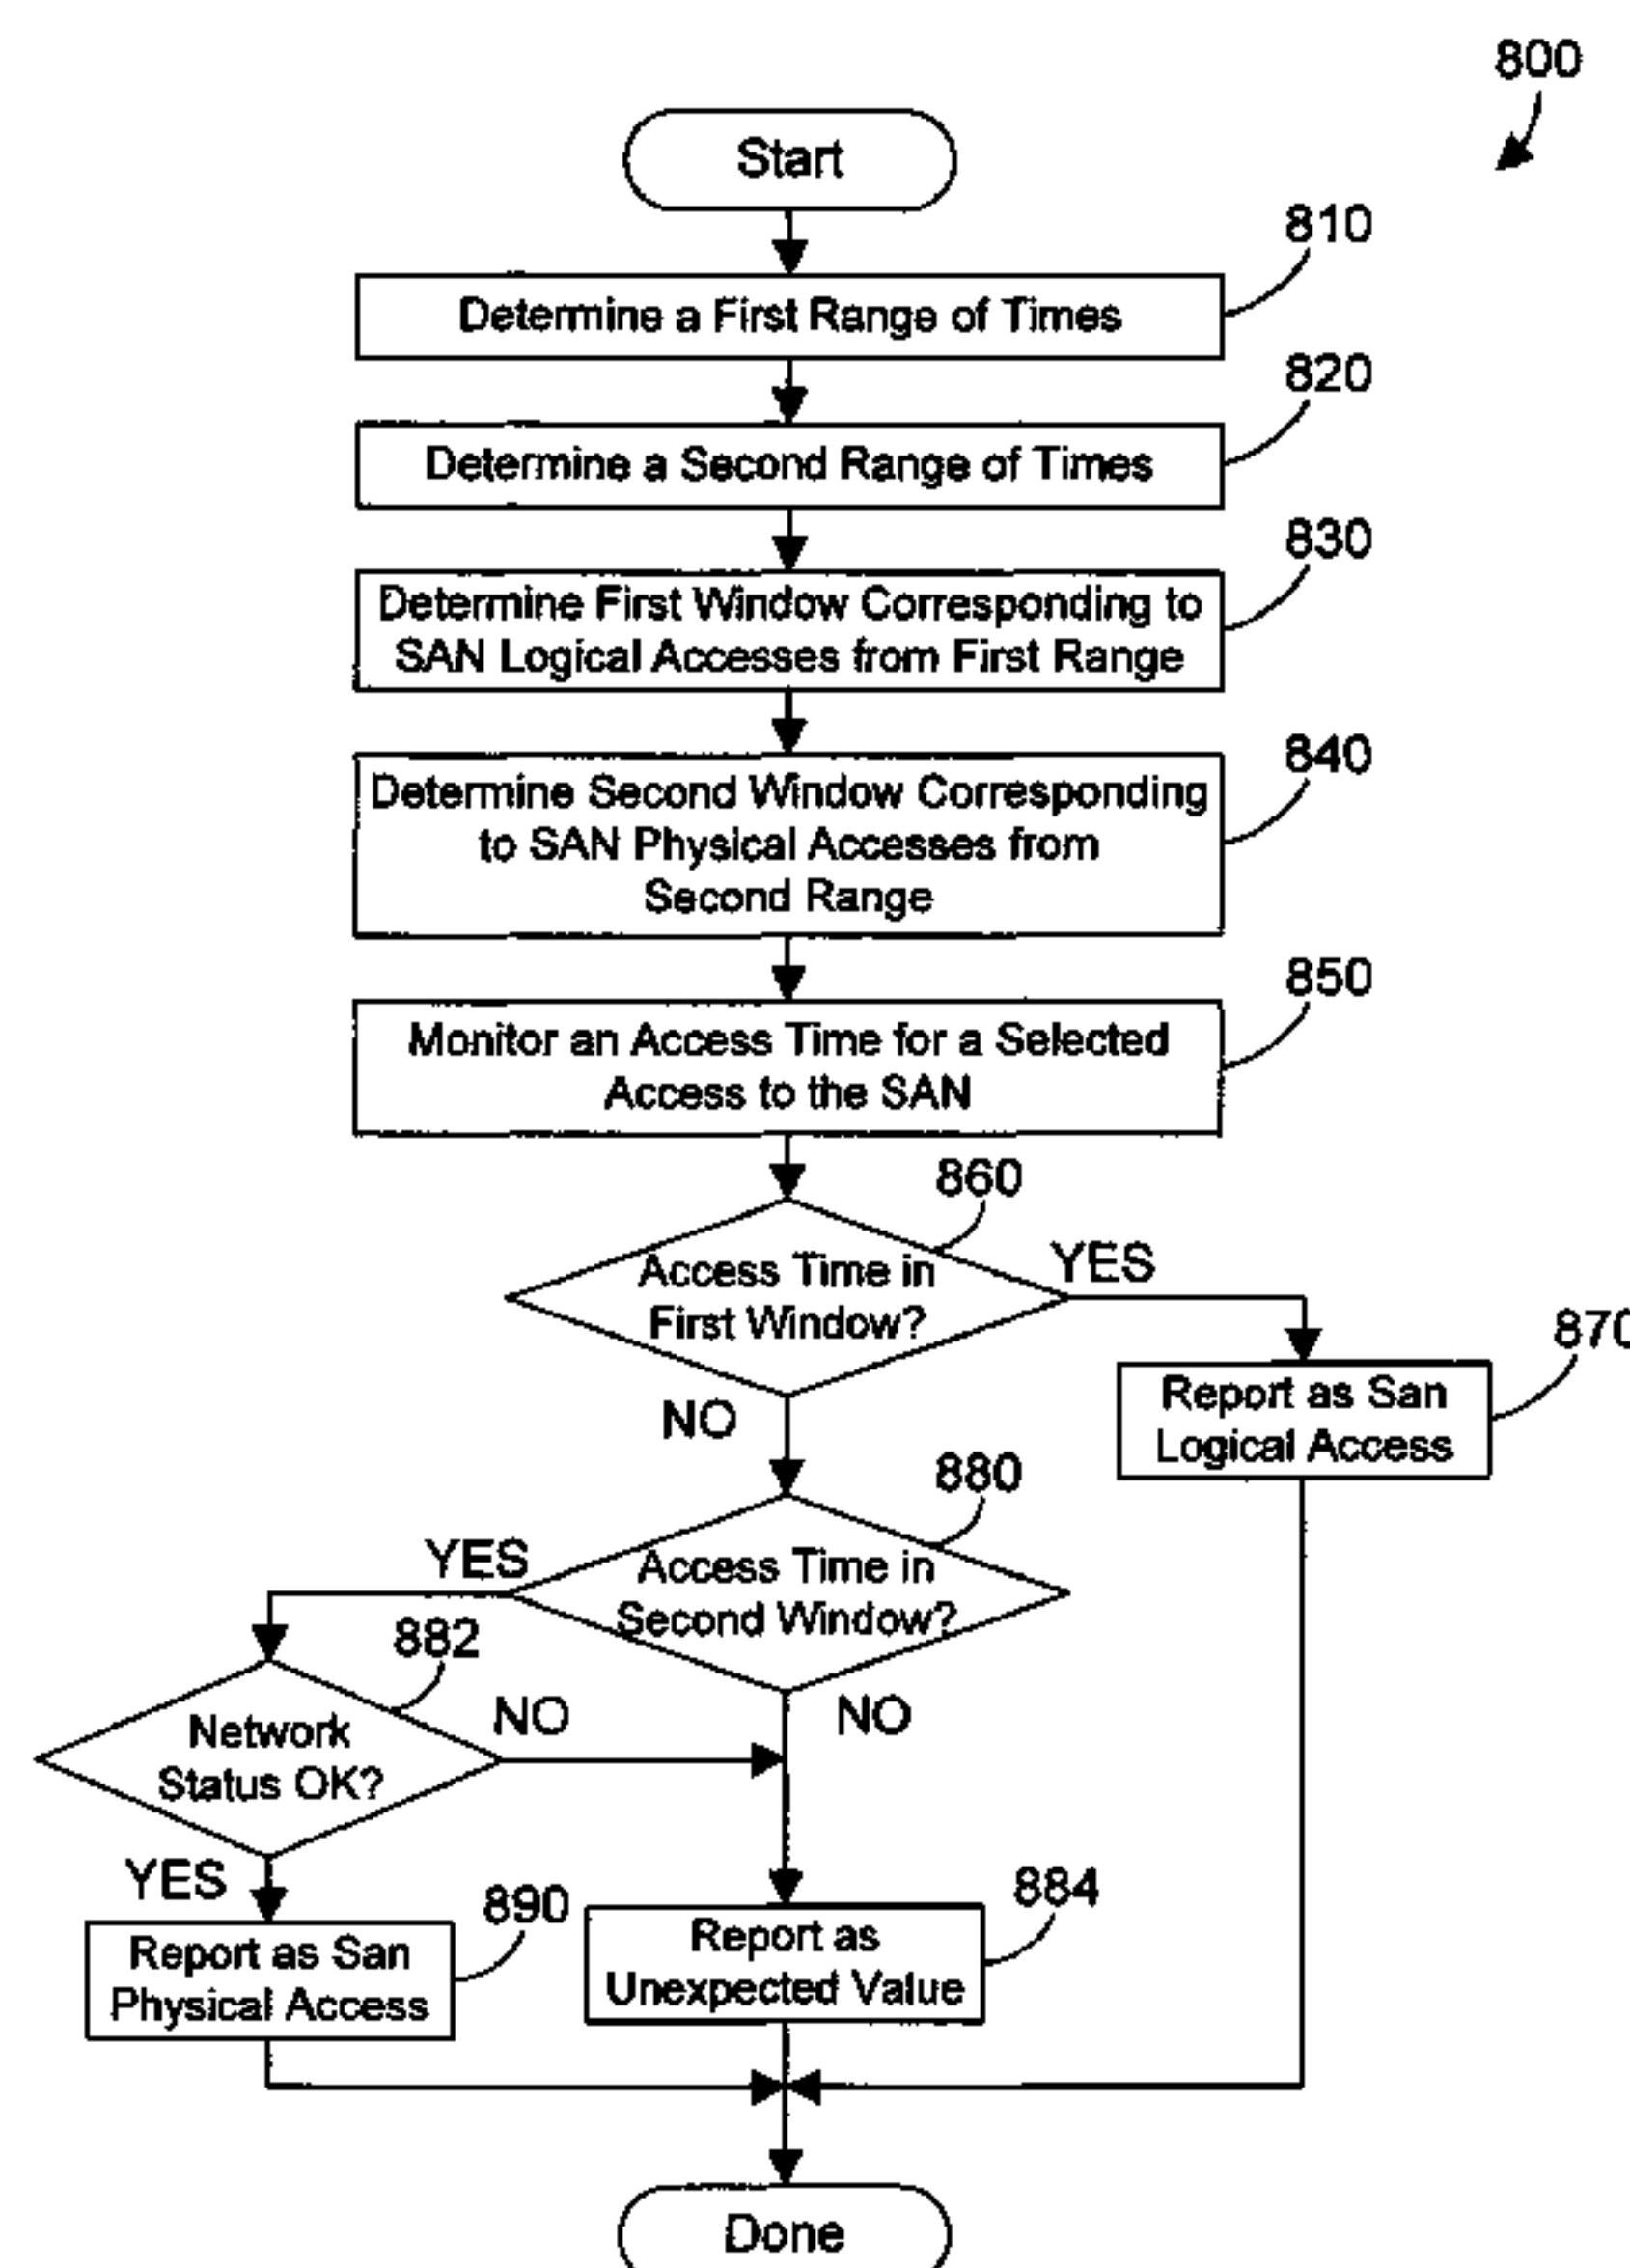 800
Start
810
Determine a First Range of Times
820
Determine a Second Range of Times
830
Determine First Window Corresponding to
SAN Logical Accesses from First Range
840
Determine Second Window Corresponding
to SAN Physical Accesses from
Second Range
850
Monitor an Access Time for a Selected
Access to the SAN
860
Access Time in
First Window?
YES
NO
870
Report as San
Logical Access
880
Access Time in
Second Window?
YES
NO
882
Network
Status OK?
NO
YES
890
Report as San
Physical Access
884
Report as
Unexpected Value
Done